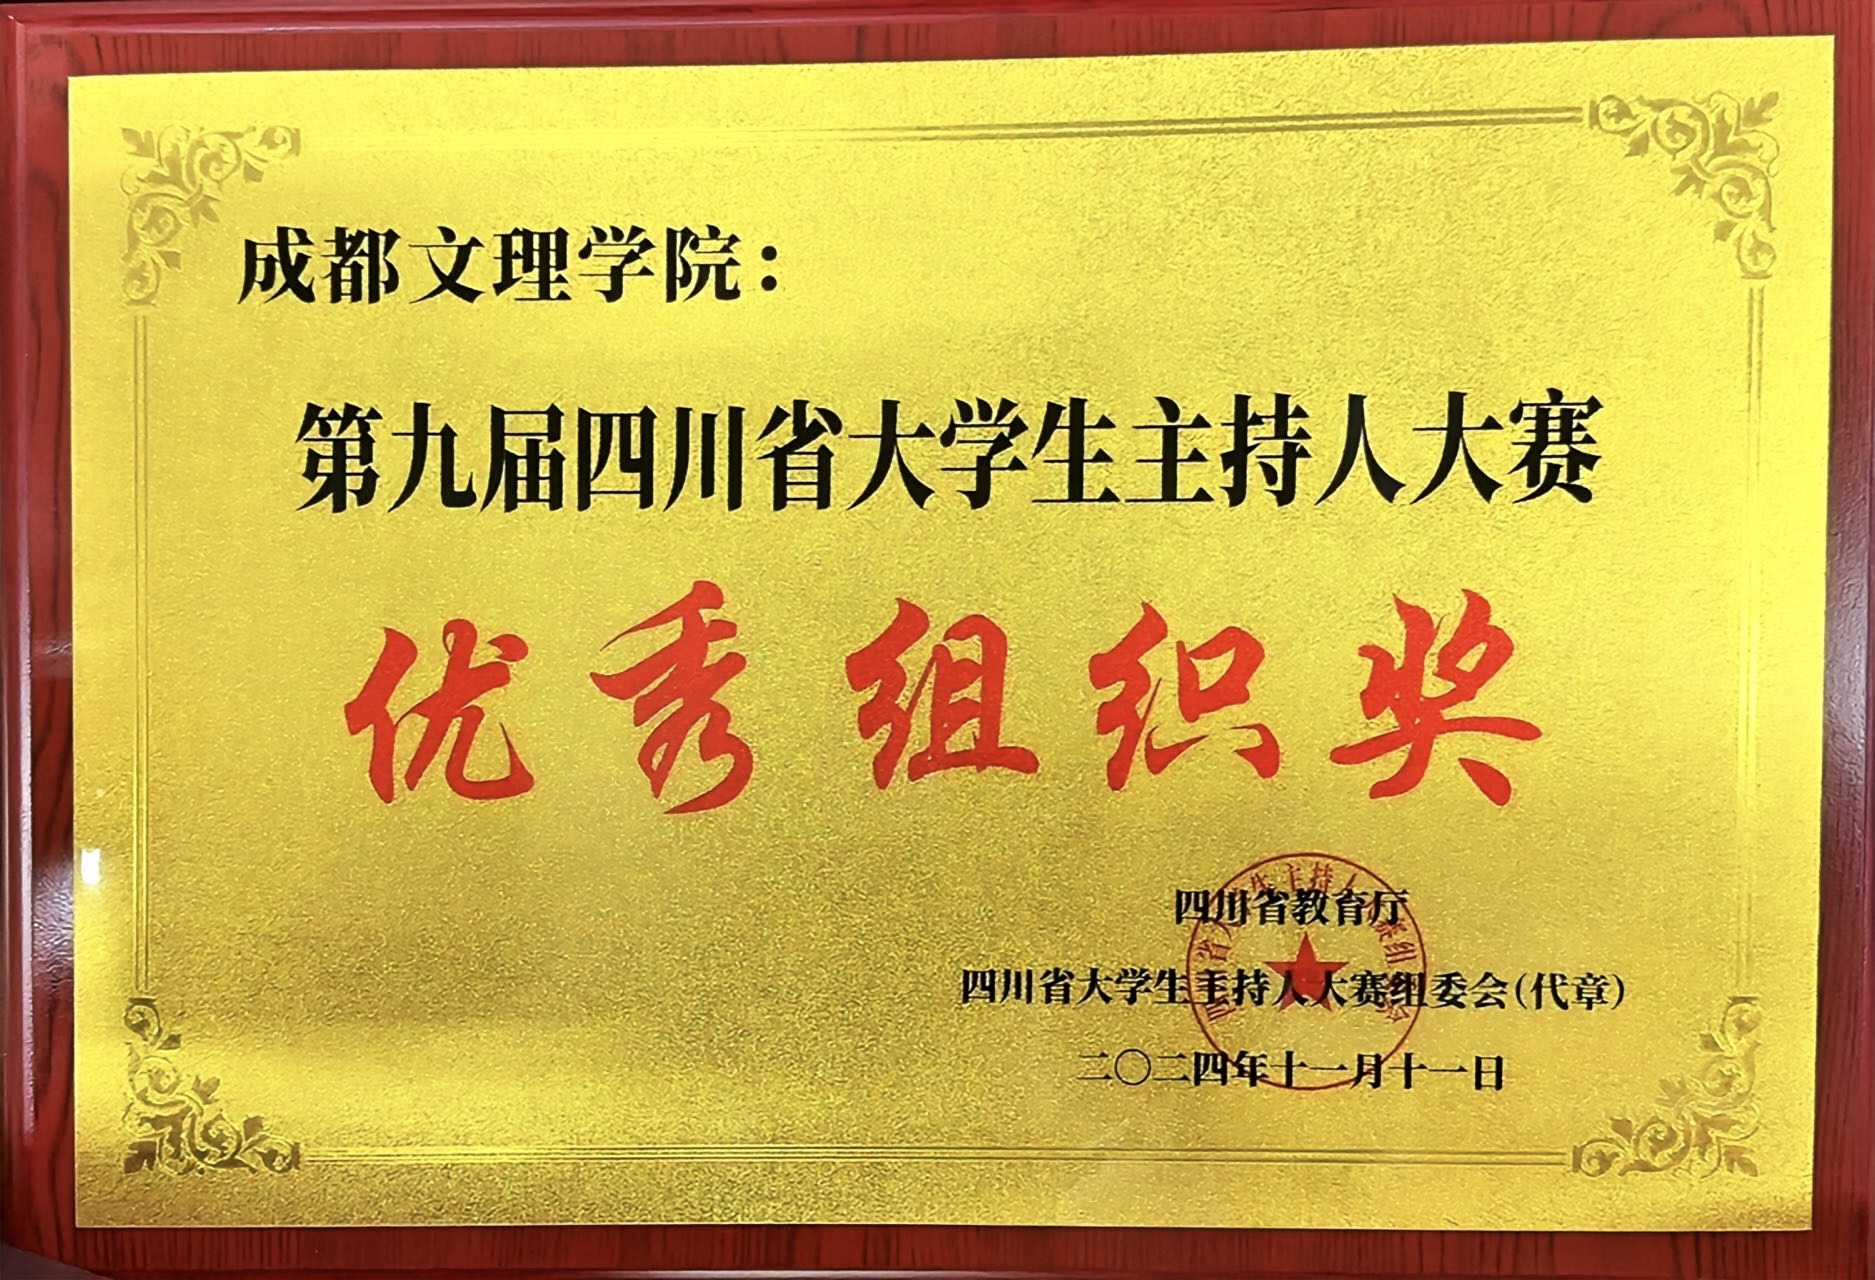 成都文理学院：
第九届四川省大学生主持人大赛
优秀组织奖
四川省教育厅
四川省大学生主持人大赛组委会(代章)
二〇二四年十一月十一日